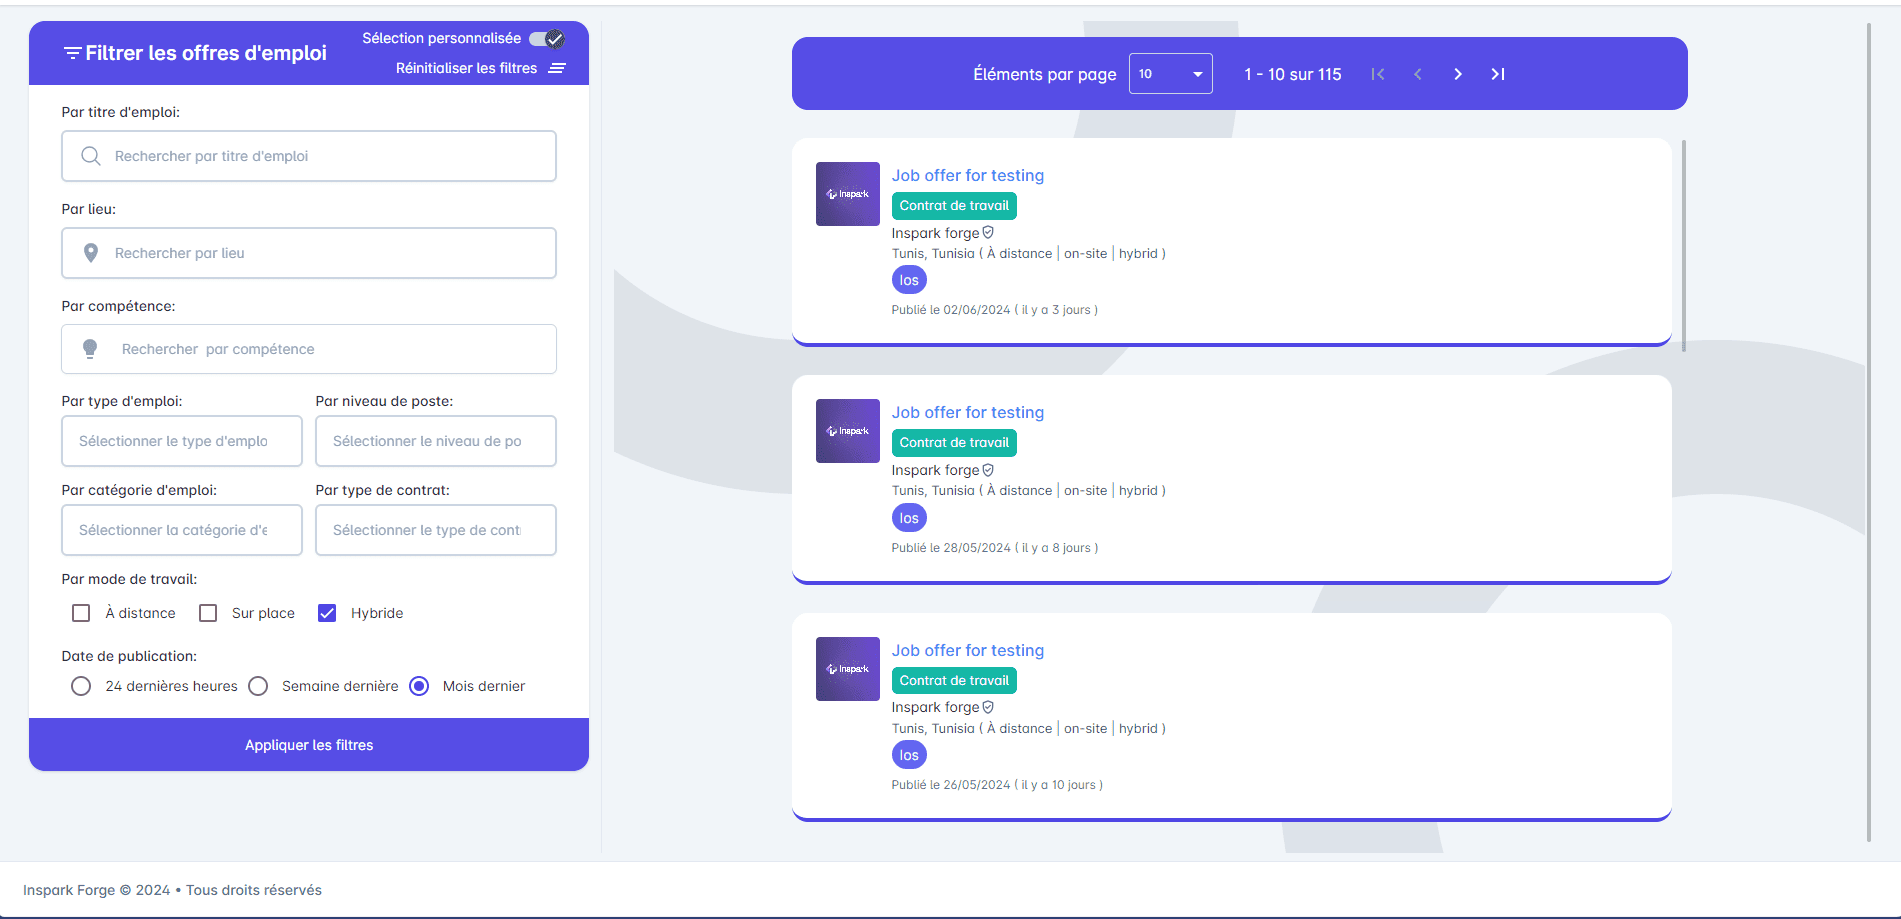 Filtrer les offres d'emploi
Sélection personnalisée
Réinitialiser les filtres
Par titre d'emploi:
Rechercher par titre d'emploi
Par lieu:
Rechercher par lieu
Par compétence:
Rechercher par compétence
Par type d'emploi:
Par niveau de poste:
Sélectionner le type d'emplo
Sélectionner le niveau de po
Par catégorie d'emploi:
Par type de contrat:
Sélectionner la catégorie d'e
Sélectionner le type de cont
Par mode de travail:
À distance
Sur place
Hybride
Date de publication:
24 dernières heures
Semaine dernière
Mois dernier
Appliquer les filtres
Éléments par page
10
1 - 10 sur 115
Inspark
Job offer for testing
Contrat de travail
Inspark forge
Tunis, Tunisia ( À distance | on-site | hybrid )
Ios
Publié le 02/06/2024 ( il y a 3 jours )
Inspark
Job offer for testing
Contrat de travail
Inspark forge
Tunis, Tunisia ( À distance | on-site | hybrid )
Ios
Publié le 28/05/2024 ( il y a 8 jours )
Inspark
Job offer for testing
Contrat de travail
Inspark forge
Tunis, Tunisia ( À distance | on-site | hybrid )
Ios
Publié le 26/05/2024 ( il y a 10 jours )
Inspark Forge © 2024 • Tous droits réservés